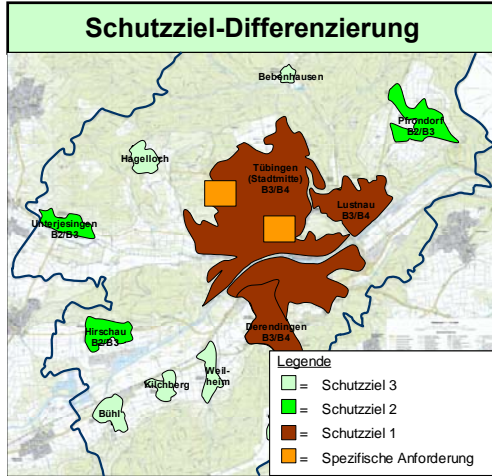 Schutzziel-Differenzierung
Bebenhausen
Pfrondorf
B2/B3
Hagelloch
Tübingen
(Stadtmitte)
B3/B4
Lustnau
B3/B4
Unterjesingen
B2/B3
Hirschau
B2/B3
Derendingen
B3/B4
Weil-
heim
Kilchberg
Bühl
Legende
= Schutzziel 3
= Schutzziel 2
= Schutzziel 1
= Spezifische Anforderung